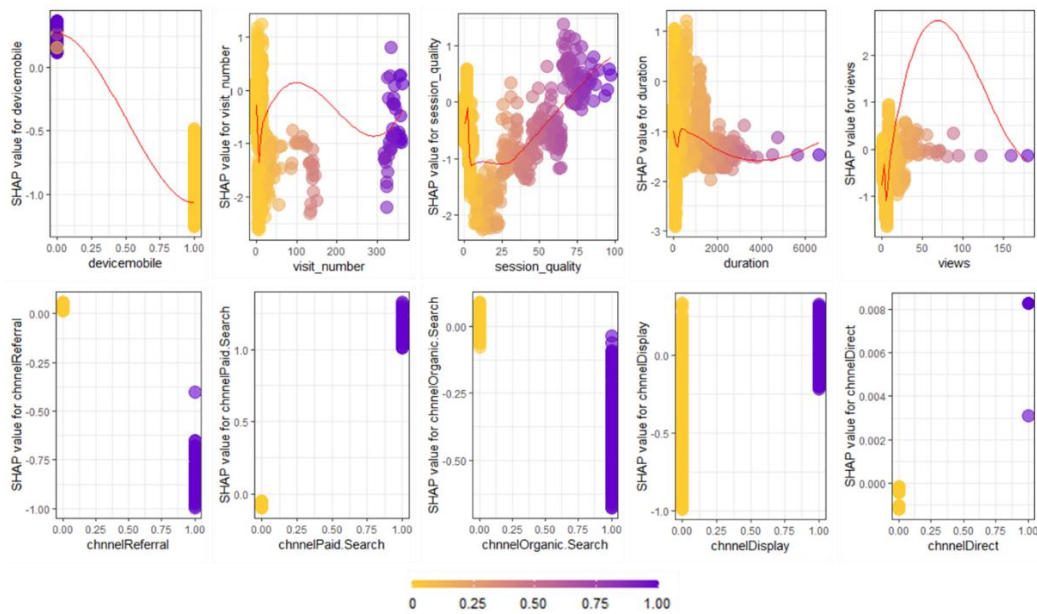 SHAP value for devicemobile
0.0
-0.5
-1.0
0.00 0.25 0.50 0.75 1.00
devicemobile
SHAP value for visit_number
1
0
-1
-2
0 100 200 300
visit_number
SHAP value for session_quality
1
0
-1
-2
0 25 50 75 100
session_quality
SHAP value for duration
1
0
-1
-2
-3
0 2000 4000 6000
duration
SHAP value for views
2
1
0
-1
0 50 100 150
views
SHAP value for chnnelReferral
0.00
-0.25
-0.50
-0.75
-1.00
0.00 0.25 0.50 0.75 1.00
chnnelReferral
SHAP value for chnnelPaid.Search
1.0
0.5
0.0
0.00 0.25 0.50 0.75 1.00
chnnelPaid.Search
SHAP value for chnnelOrganic.Search
0.00
-0.25
-0.50
0.00 0.25 0.50 0.75 1.00
chnnelOrganic.Search
SHAP value for chnnelDisplay
0.0
-0.5
-1.0
0.00 0.25 0.50 0.75 1.00
chnnelDisplay
SHAP value for chnnelDirect
0.008
0.006
0.004
0.002
0.000
0.00 0.25 0.50 0.75 1.00
chnnelDirect
0 0.25 0.50 0.75 1.00